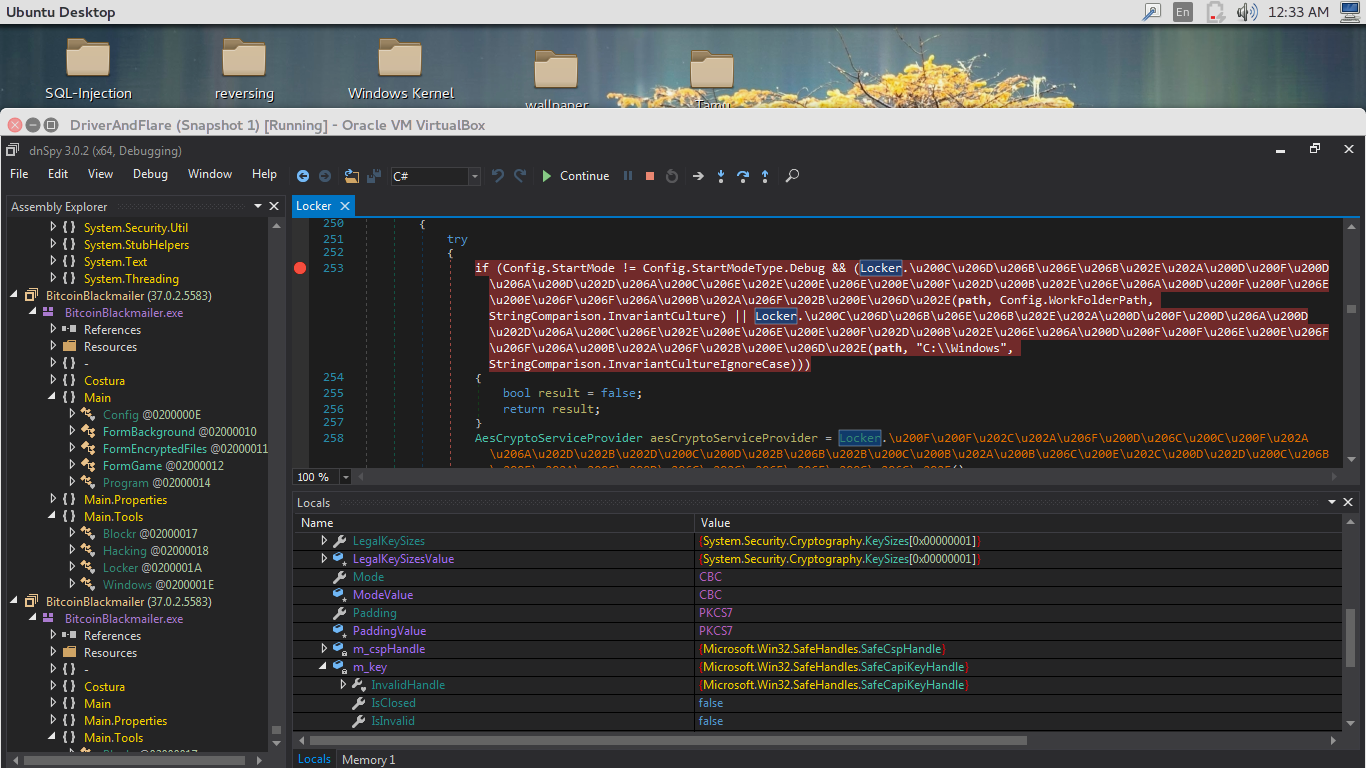 Ubuntu Desktop
En
12:33 AM
SQL-Injection
reversing
Windows Kernel
wallpaper
Tamu
DriverAndFlare (Snapshot 1) [Running] - Oracle VM VirtualBox
dnSpy 3.0.2 (x64, Debugging)
File Edit View Debug Window Help
C#
Continue
Assembly Explorer
System.Security.Util
System.StubHelpers
System.Text
System.Threading
BitcoinBlackmailer (37.0.2.5583)
BitcoinBlackmailer.exe
References
Resources
{ } -
Costura
Main
Config @0200000E
FormBackground @02000010
FormEncryptedFiles @02000011
FormGame @02000012
Program @02000014
Main.Properties
Main.Tools
Blockr @02000017
Hacking @02000018
Locker @0200001A
Windows @0200001E
BitcoinBlackmailer (37.0.2.5583)
BitcoinBlackmailer.exe
References
Resources
{ } -
Costura
Main
Main.Properties
Main.Tools
Locker
250 {
251 try
252 {
253 if (Config.StartMode != Config.StartModeType.Debug && (Locker.\u200C\u206D\u206B\u206E\u206B\u202E\u202A\u200D\u200F\u200D
\u206A\u200D\u202D\u206A\u200C\u206E\u202E\u200E\u200E\u200F\u202D\u200B\u202E\u206E\u206A\u200D\u200F\u200F\u206E
\u200E\u206F\u206F\u206A\u200B\u202A\u206F\u202B\u200E\u206D\u202E(path, Config.WorkFolderPath,
StringComparison.InvariantCulture) || Locker.\u200C\u206D\u206B\u206E\u206B\u202E\u202A\u200D\u200F\u200D\u206A\u200D
\u202D\u206A\u200C\u206E\u202E\u200E\u200E\u200F\u202D\u200B\u202E\u206E\u206A\u200D\u200F\u200F\u206E\u200E\u206F
\u206F\u206A\u200B\u202A\u206F\u202B\u200E\u206D\u202E(path, "C:\\Windows",
StringComparison.InvariantCultureIgnoreCase)))
254 {
255 bool result = false;
256 return result;
257 }
258 AesCryptoServiceProvider aesCryptoServiceProvider = Locker.\u200F\u200F\u202C\u202A\u206F\u200D\u206C\u200C\u200F\u202A
\u206A\u202D\u202B\u202D\u200C\u200D\u206B\u206B\u202B\u200C\u200B\u202A\u200B\u206C\u200E\u202C\u200D\u202D\u200C\u206B
100 %
Locals
Name Value
LegalKeySizes {System.Security.Cryptography.KeySizes[0x00000001]}
LegalKeySizesValue {System.Security.Cryptography.KeySizes[0x00000001]}
Mode CBC
ModeValue CBC
Padding PKCS7
PaddingValue PKCS7
m_cspHandle {Microsoft.Win32.SafeHandles.SafeCspHandle}
m_key {Microsoft.Win32.SafeHandles.SafeCapiKeyHandle}
InvalidHandle {Microsoft.Win32.SafeHandles.SafeCapiKeyHandle}
IsClosed false
IsInvalid false
Locals Memory 1